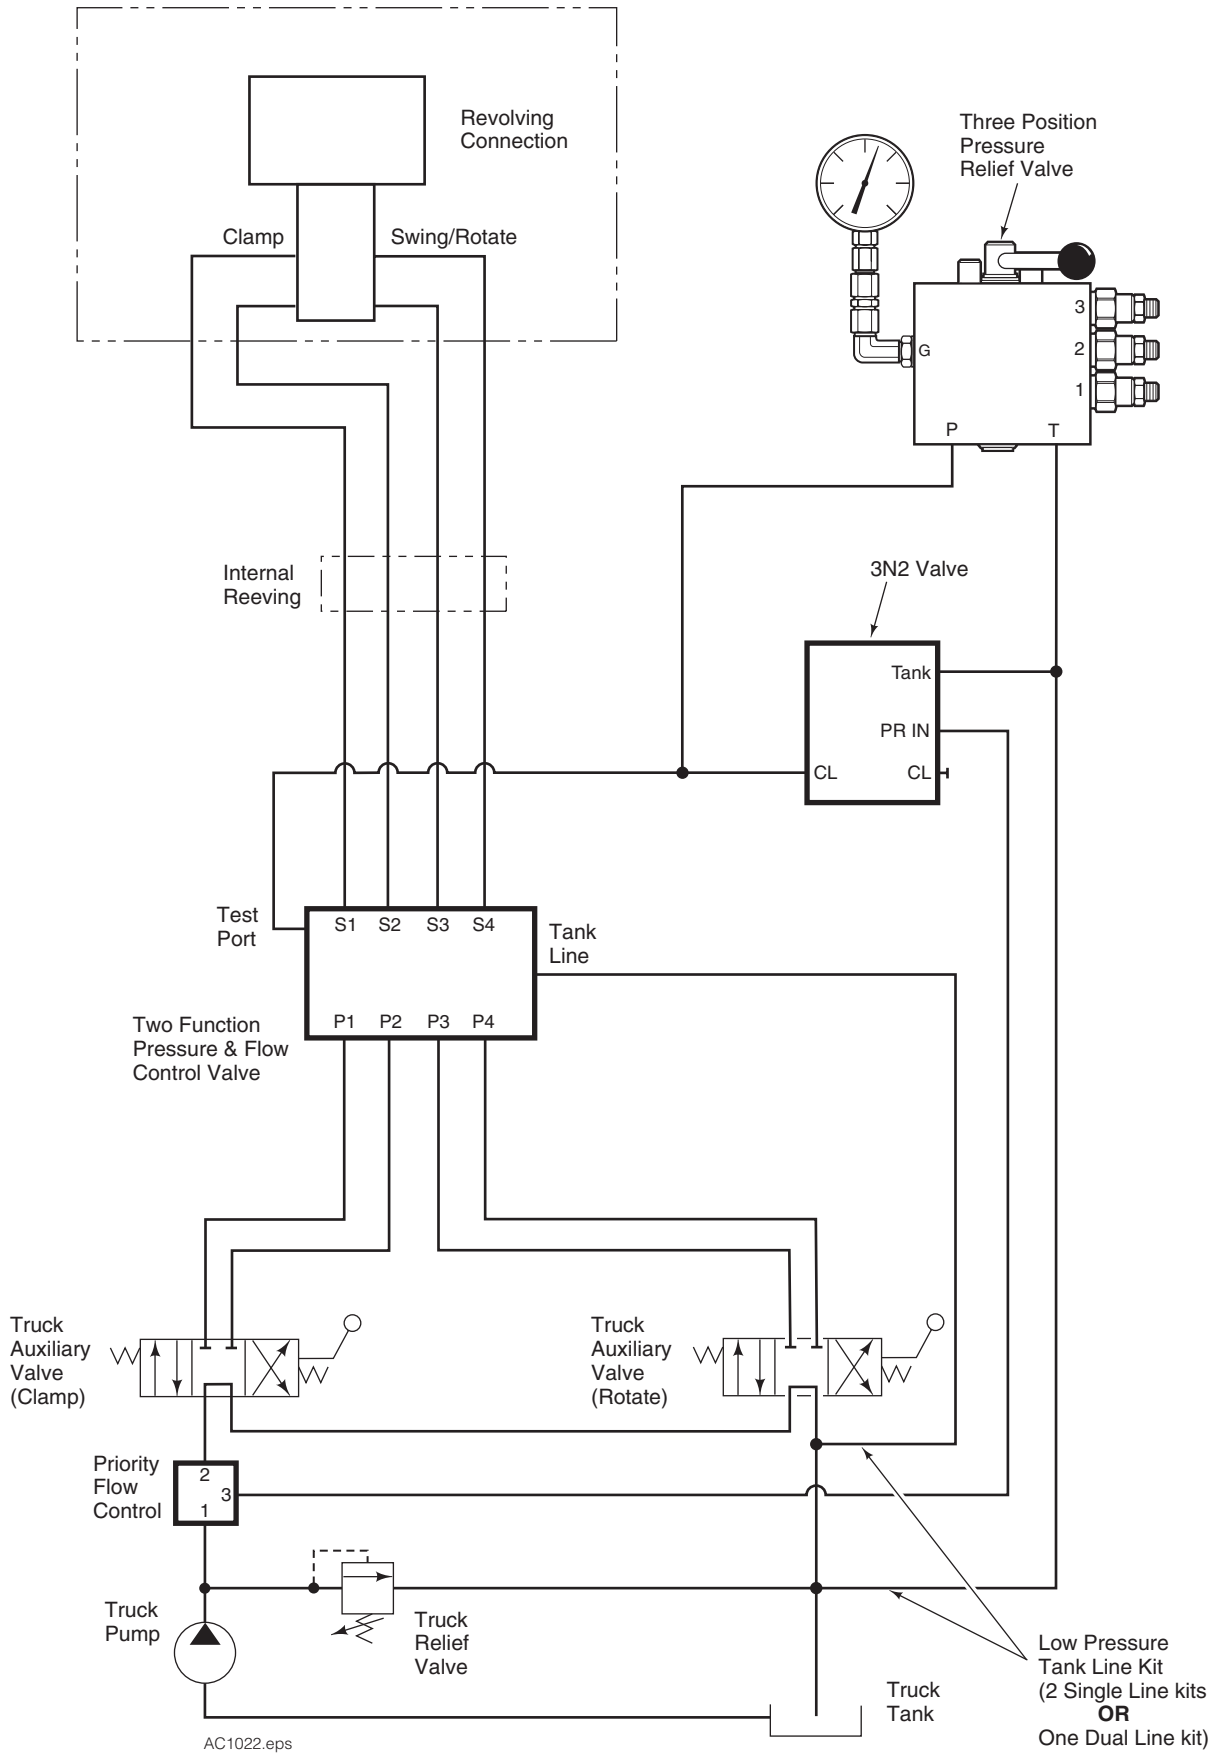 Revolving
Connection
Clamp
Swing/Rotate
Three Position
Pressure
Relief Valve
3
2
1
G
P
T
Internal
Reeving
3N2 Valve
Tank
PR IN
CL
CL
Test
Port
S1
S2
S3
S4
Tank
Line
P1
P2
P3
P4
Two Function
Pressure & Flow
Control Valve
Truck
Auxiliary
Valve
(Clamp)
Truck
Auxiliary
Valve
(Rotate)
Priority
Flow
Control
2
3
1
Truck
Pump
Truck
Relief
Valve
Truck
Tank
Low Pressure
Tank Line Kit
(2 Single Line kits
OR
One Dual Line kit)
AC1022.eps